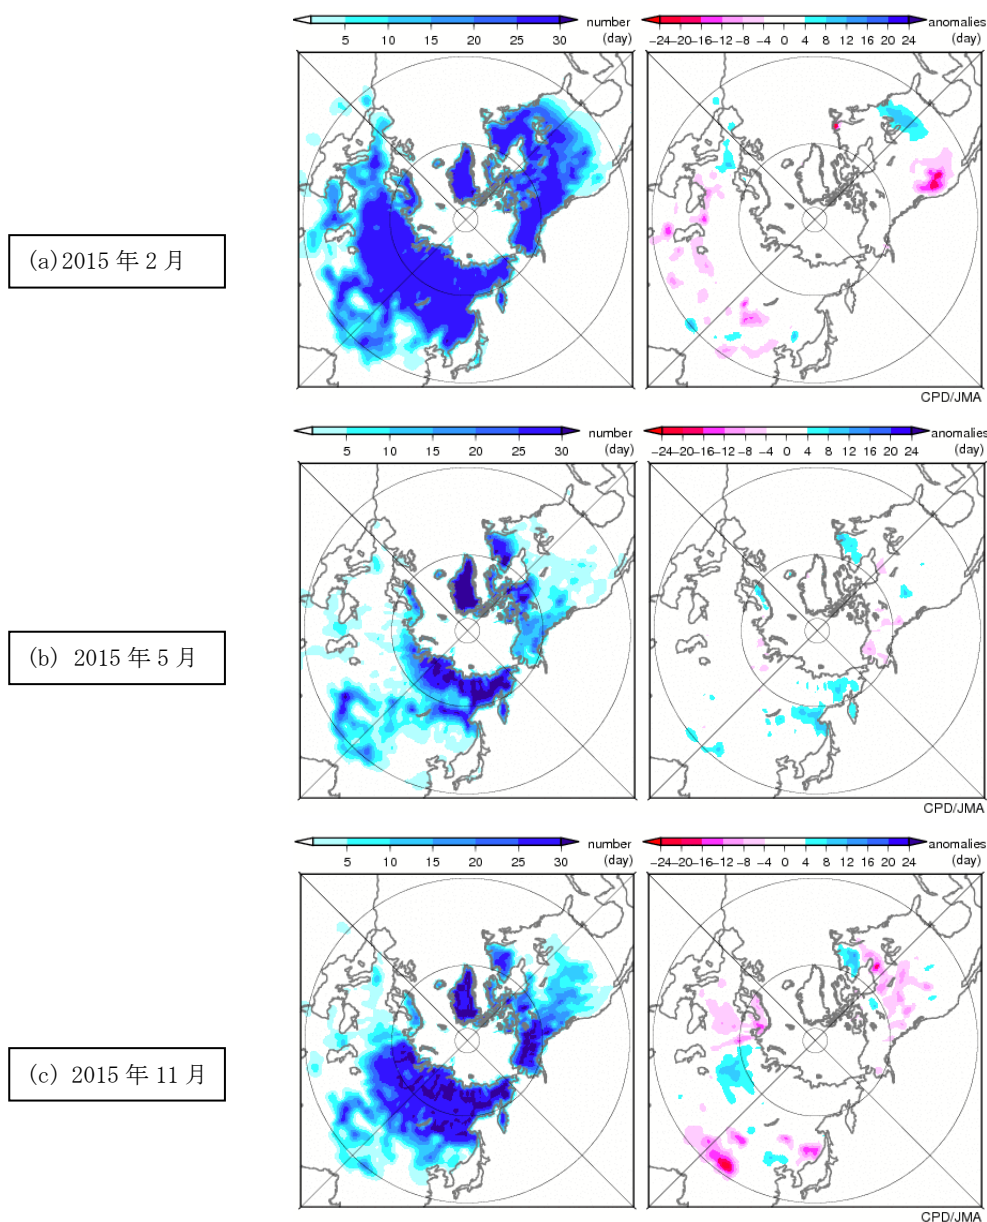 number
(day)
5 10 15 20 25 30
anomalies
(day)
−24 −20 −16 −12 −8 −4 0 4 8 12 16 20 24
(a)2015 年 2 月
CPD/JMA
number
(day)
5 10 15 20 25 30
anomalies
(day)
−24 −20 −16 −12 −8 −4 0 4 8 12 16 20 24
(b) 2015 年 5 月
CPD/JMA
number
(day)
5 10 15 20 25 30
anomalies
(day)
−24 −20 −16 −12 −8 −4 0 4 8 12 16 20 24
(c) 2015 年 11 月
CPD/JMA